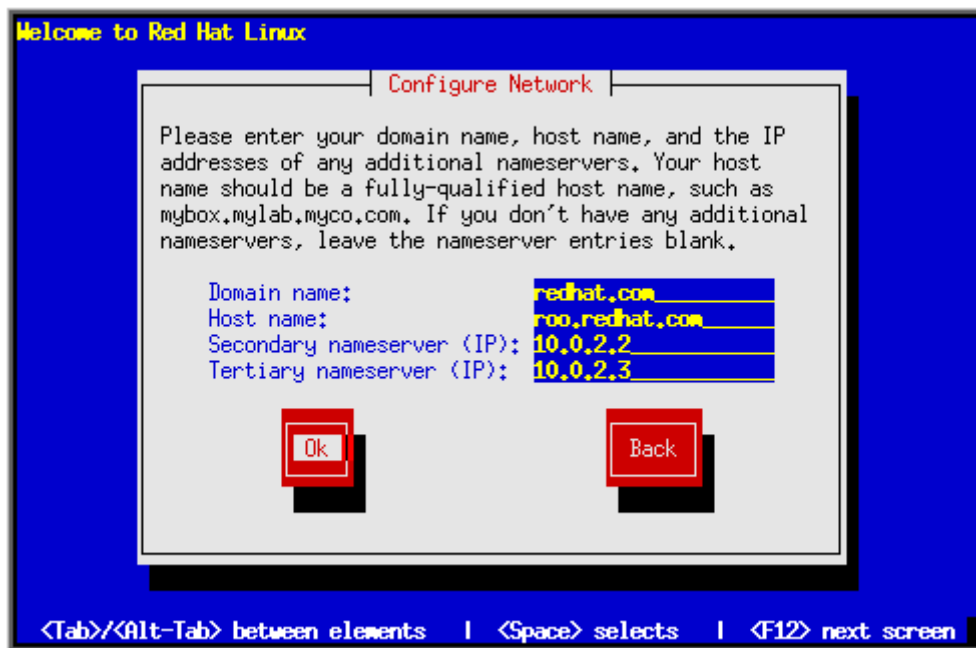 Welcome to Red Hat Linux
Configure Network
Please enter your domain name, host name, and the IP
addresses of any additional nameservers. Your host
name should be a fully-qualified host name, such as
mybox.mylab.myco.com. If you don't have any additional
nameservers, leave the nameserver entries blank.
Domain name: redhat.com
Host name: roo.redhat.com
Secondary nameserver (IP): 10.0.2.2
Tertiary nameserver (IP): 10.0.2.3
Ok Back
<Tab>/<Alt-Tab> between elements | <Space> selects | <F12> next screen